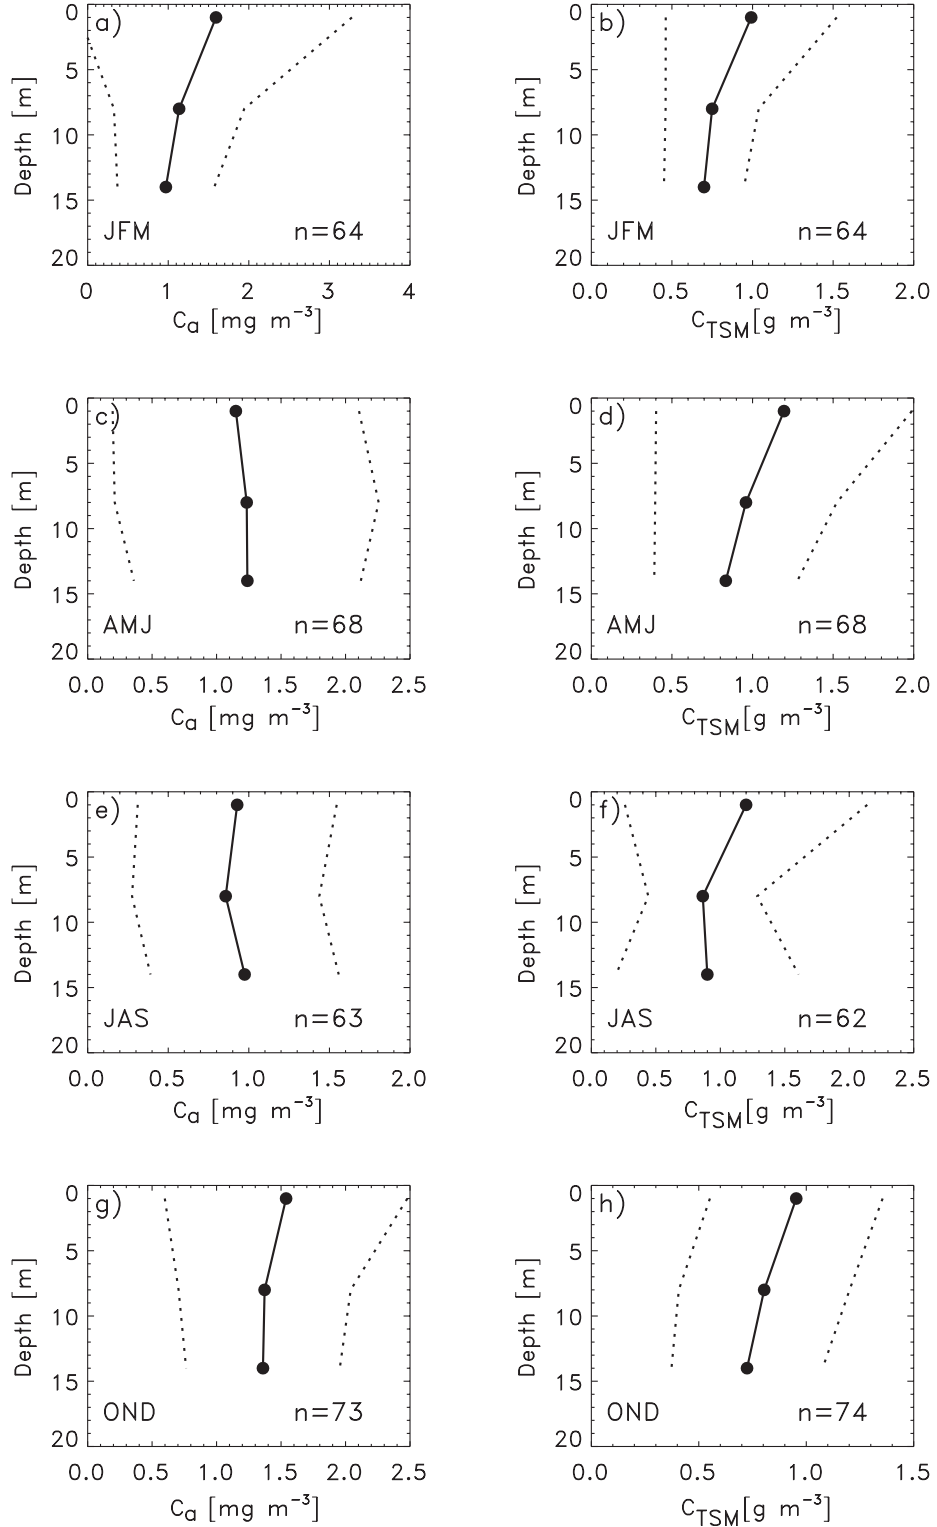 a)
0
5
10
15
20
Depth [m]
JFM n=64
0 1 2 3 4
Ca [mg m⁻³]
b)
0
5
10
15
20
Depth [m]
JFM n=64
0.0 0.5 1.0 1.5 2.0
CTSM[g m⁻³]
c)
0
5
10
15
20
Depth [m]
AMJ n=68
0.0 0.5 1.0 1.5 2.0 2.5
Ca [mg m⁻³]
d)
0
5
10
15
20
Depth [m]
AMJ n=68
0.0 0.5 1.0 1.5 2.0
CTSM[g m⁻³]
e)
0
5
10
15
20
Depth [m]
JAS n=63
0.0 0.5 1.0 1.5 2.0
Ca [mg m⁻³]
f)
0
5
10
15
20
Depth [m]
JAS n=62
0.0 0.5 1.0 1.5 2.0 2.5
CTSM[g m⁻³]
g)
0
5
10
15
20
Depth [m]
OND n=73
0.0 0.5 1.0 1.5 2.0 2.5
Ca [mg m⁻³]
h)
0
5
10
15
20
Depth [m]
OND n=74
0.0 0.5 1.0 1.5
CTSM[g m⁻³]